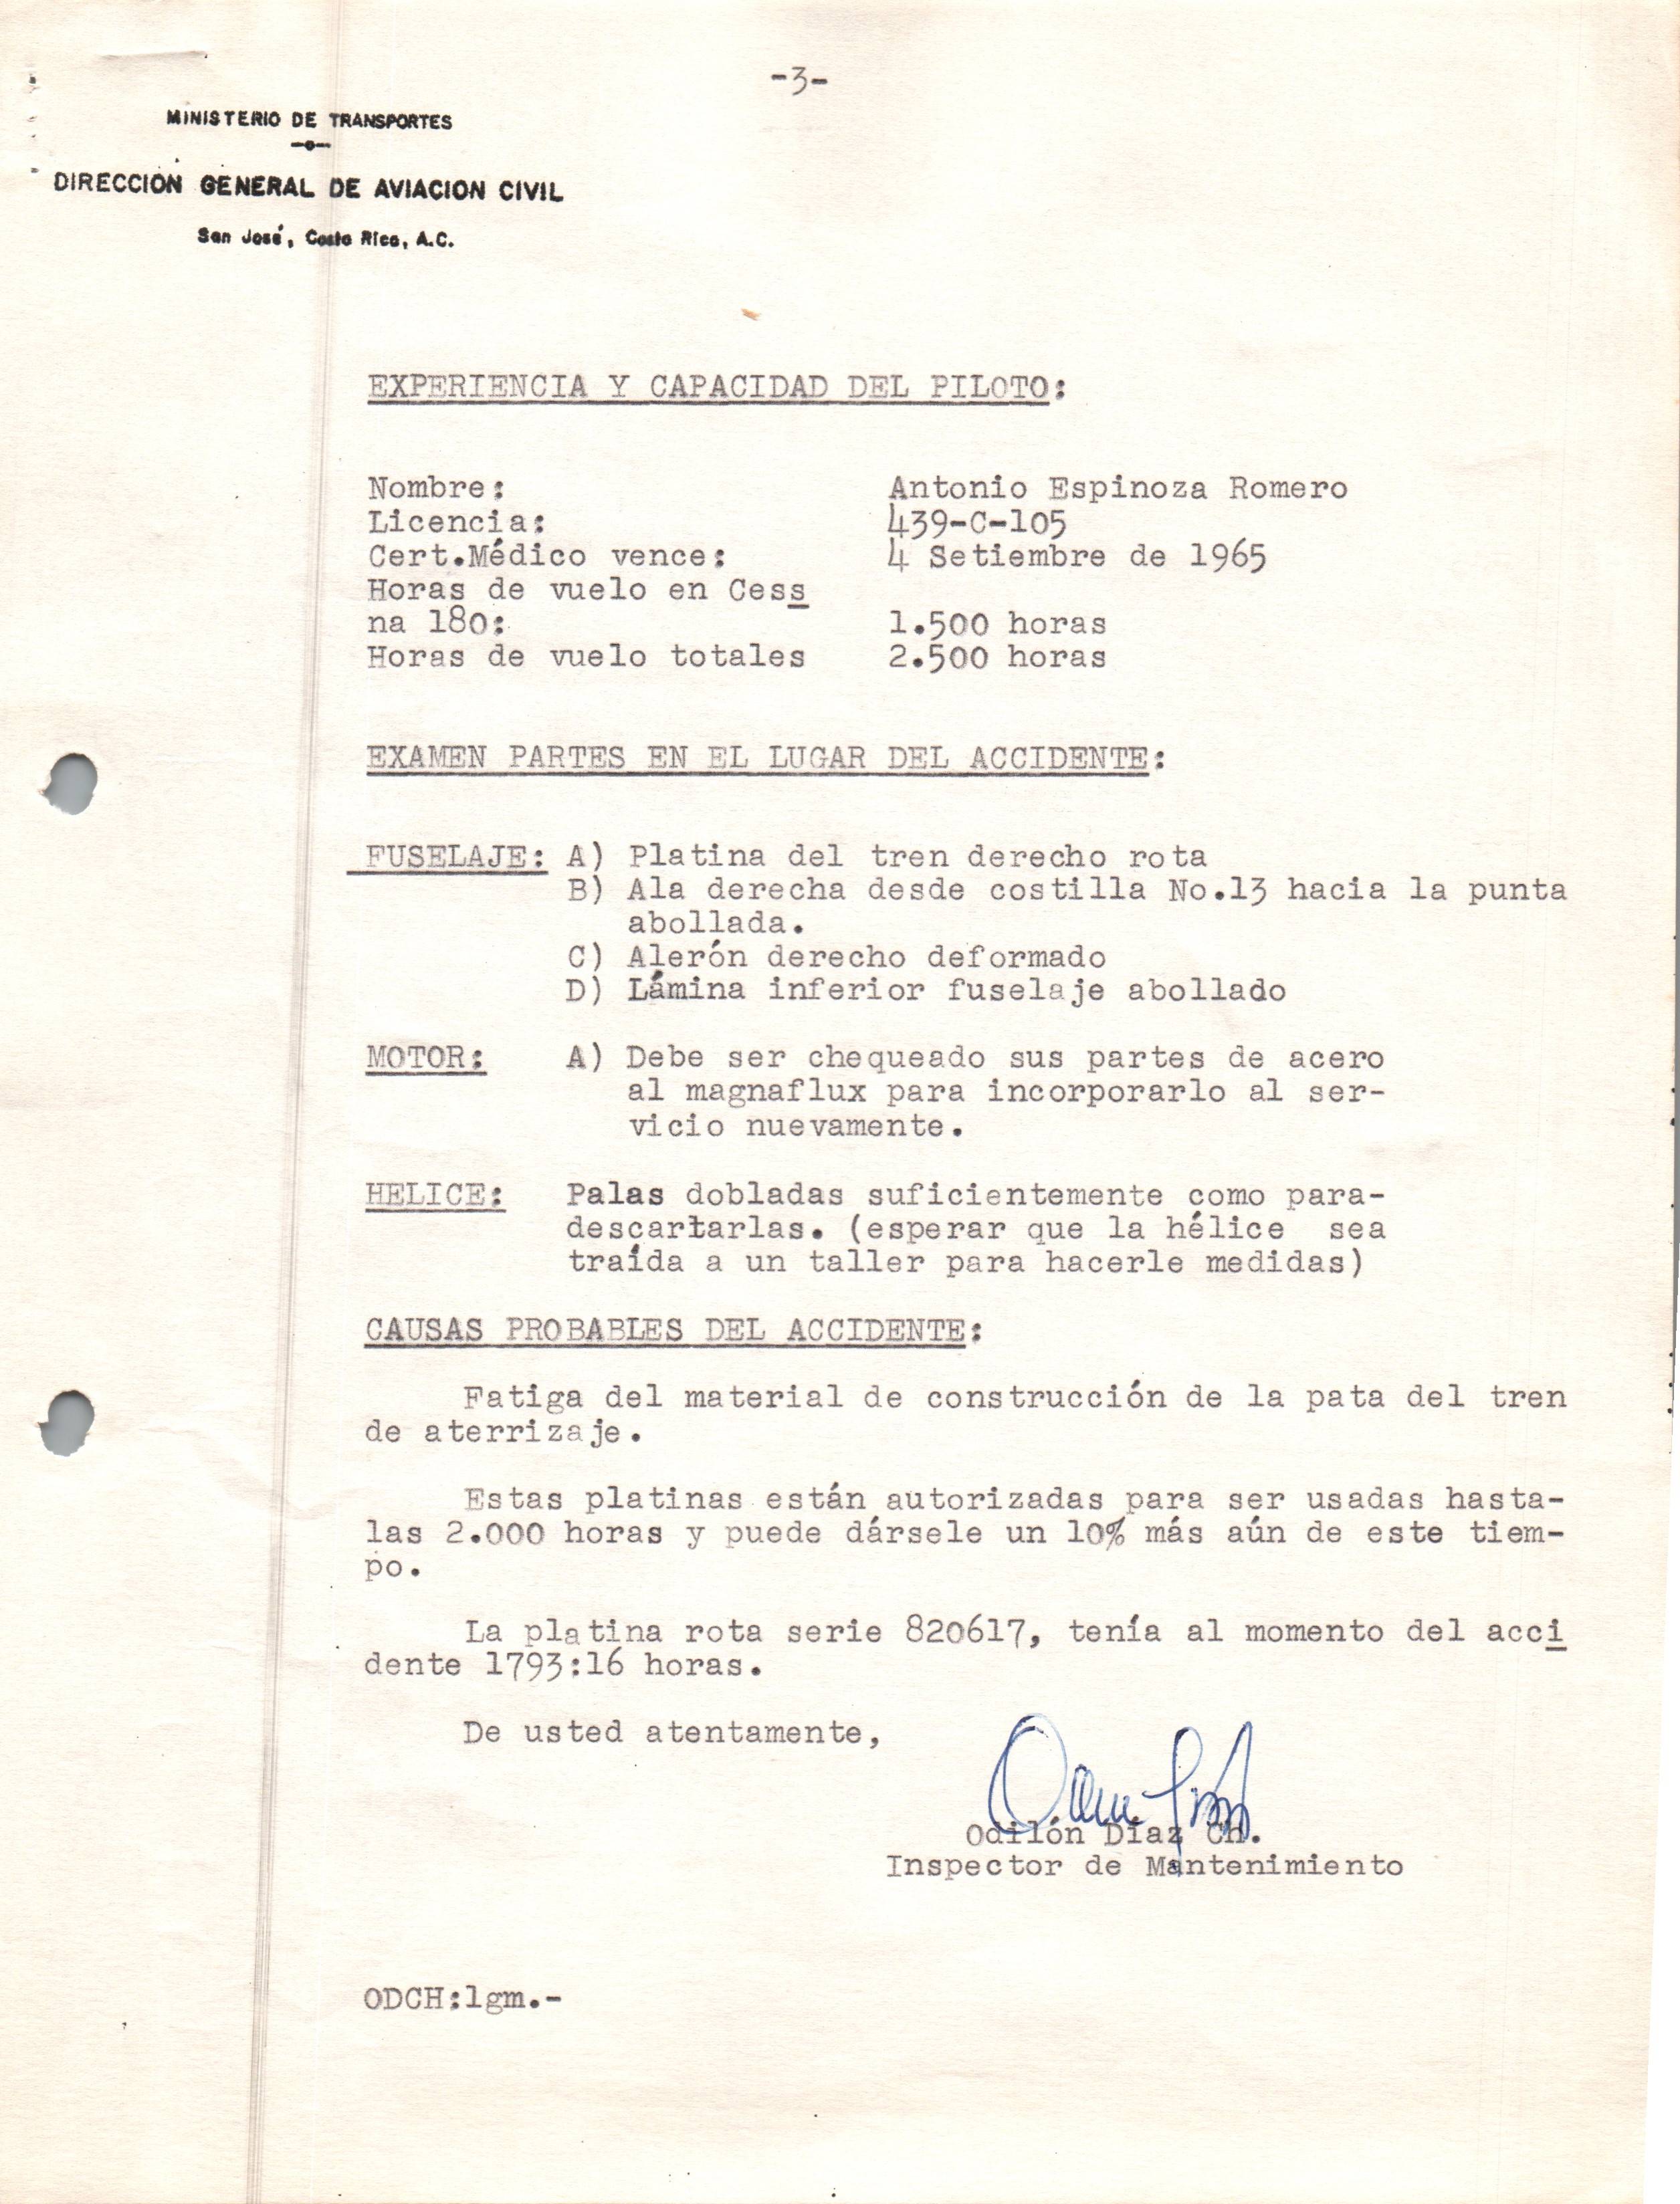 -3-
MINISTERIO DE TRANSPORTES
—o—
DIRECCION GENERAL DE AVIACION CIVIL
San José, Costa Rica, A.C.
EXPERIENCIA Y CAPACIDAD DEL PILOTO:
Nombre: Antonio Espinoza Romero
Licencia: 439-C-105
Cert.Médico vence: 4 Setiembre de 1965
Horas de vuelo en Cess
na 180: 1.500 horas
Horas de vuelo totales 2.500 horas
EXAMEN PARTES EN EL LUGAR DEL ACCIDENTE:
FUSELAJE: A) Platina del tren derecho rota
B) Ala derecha desde costilla No.13 hacia la punta
abollada.
C) Alerón derecho deformado
D) Lámina inferior fuselaje abollado
MOTOR: A) Debe ser chequeado sus partes de acero
al magnaflux para incorporarlo al ser-
vicio nuevamente.
HELICE: Palas dobladas suficientemente como para-
descartarlas. (esperar que la hélice sea
traída a un taller para hacerle medidas)
CAUSAS PROBABLES DEL ACCIDENTE:
Fatiga del material de construcción de la pata del tren
de aterrizaje.
Estas platinas están autorizadas para ser usadas hasta-
las 2.000 horas y puede dársele un 10% más aún de este tiem-
po.
La platina rota serie 820617, tenía al momento del acci
dente 1793:16 horas.
De usted atentamente,
Odilón Díaz Ch.
Inspector de Mantenimiento
ODCH:lgm.-